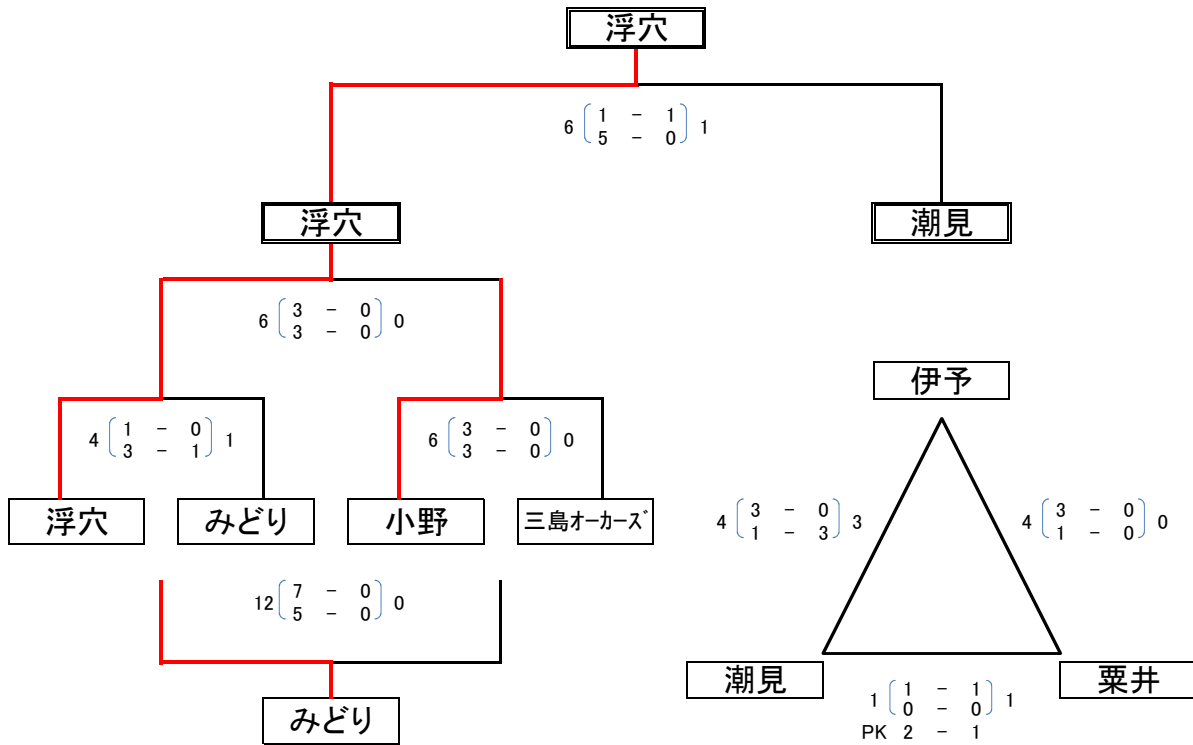 浮穴
1 - 1
6 1
5 - 0
浮穴
潮見
3 - 0
6 0
3 - 0
伊予
1 - 0
4 1
3 - 1
3 - 0
6 0
3 - 0
浮穴
みどり
小野
三島オーカーズ
3 - 0
4 3
1 - 3
3 - 0
4 0
1 - 0
7 - 0
12 0
5 - 0
潮見
粟井
1 - 1
1 1
0 - 0
PK 2 - 1
みどり